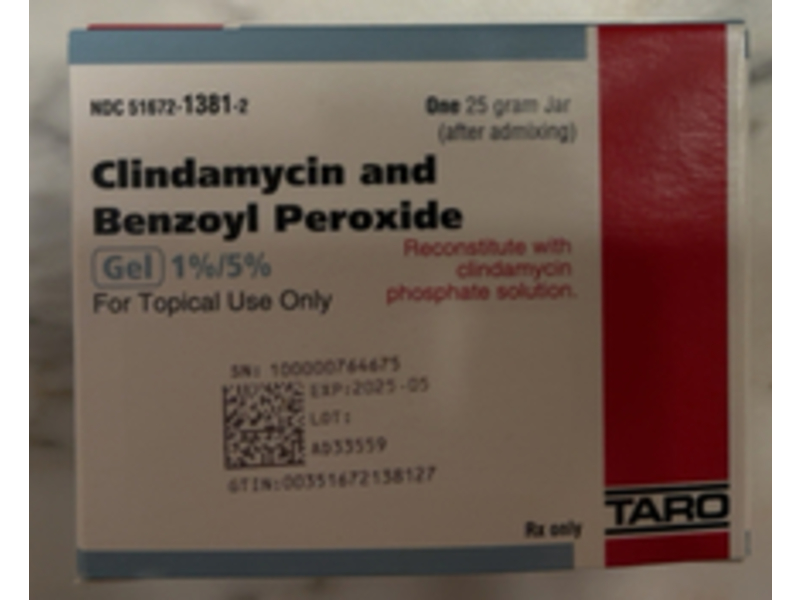 NDC 51672-1381-2
One 25 gram Jar
(after admixing)
Clindamycin and
Benzoyl Peroxide
Gel 1%/5%
Reconstitute with
clindamycin
phosphate solution.
For Topical Use Only
SN: 100000764675
EXP:2025-05
LOT:
AD33559
GTIN:00351672138127
Rx only
TARO